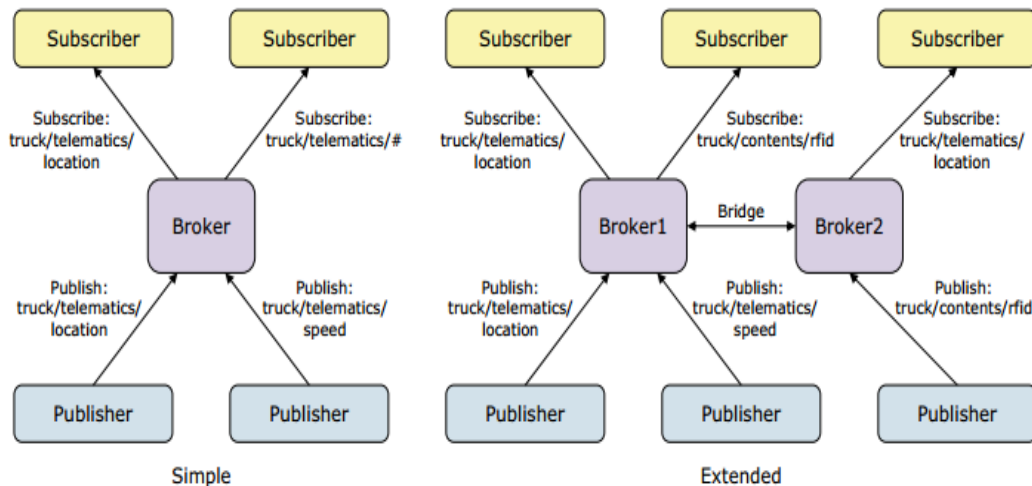 Subscriber
Subscriber
Subscriber
Subscriber
Subscriber
Subscribe:
truck/telematics/
location
Subscribe:
truck/telematics/#
Subscribe:
truck/telematics/
location
Subscribe:
truck/contents/rfid
Subscribe:
truck/telematics/
location
Broker
Broker1
Bridge
Broker2
Publish:
truck/telematics/
location
Publish:
truck/telematics/
speed
Publish:
truck/telematics/
location
Publish:
truck/telematics/
speed
Publish:
truck/contents/rfid
Publisher
Publisher
Publisher
Publisher
Publisher
Simple
Extended